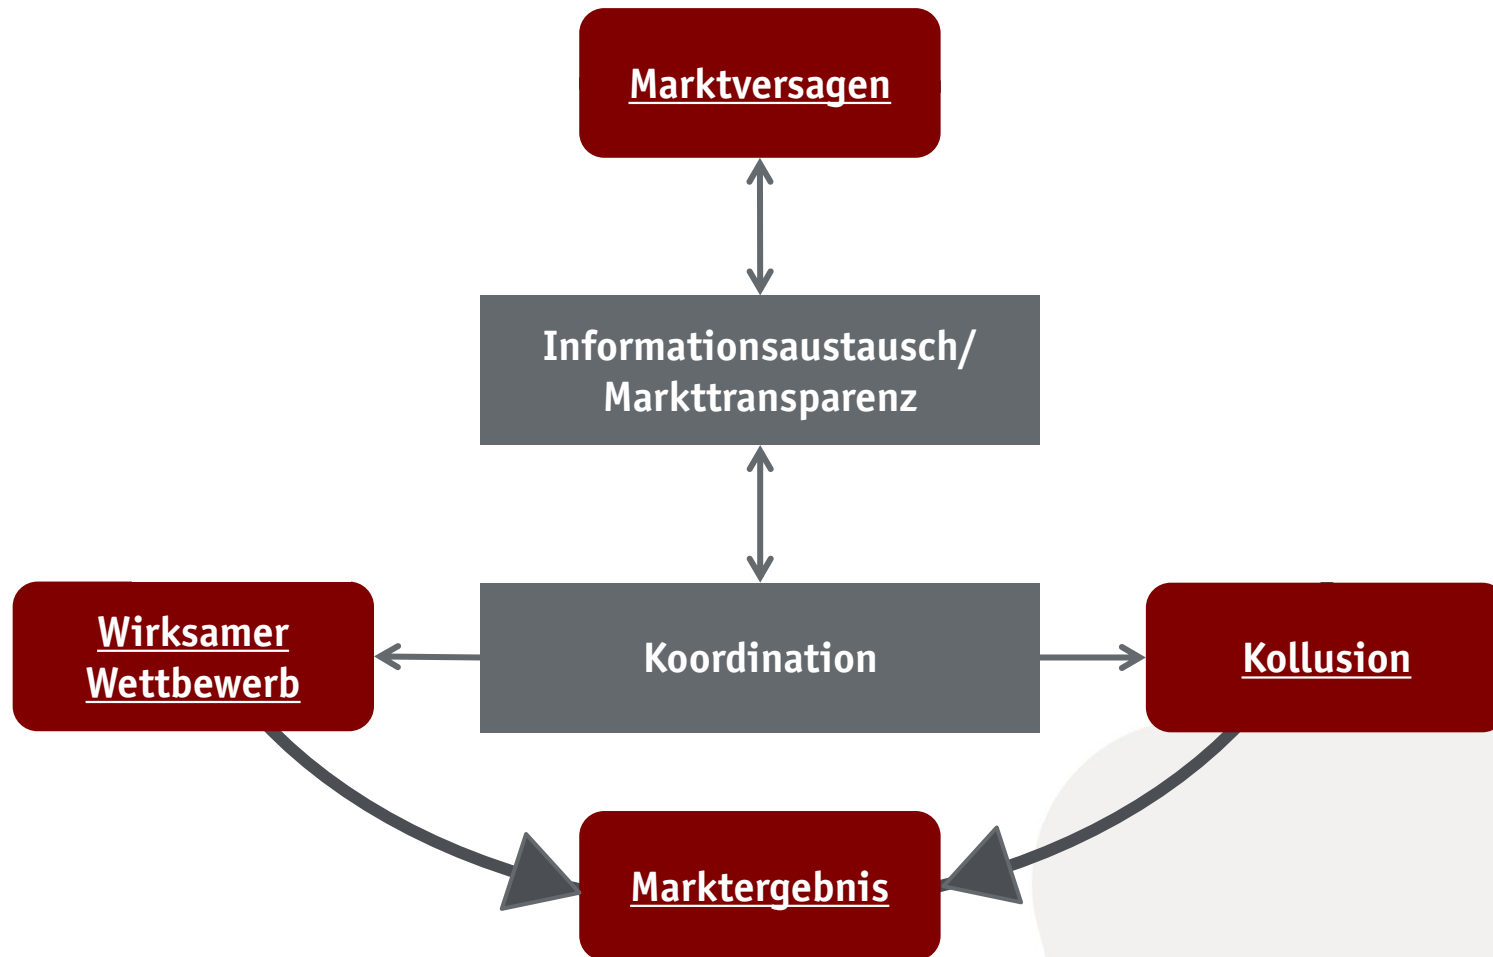 Marktversagen
Informationsaustausch/
Markttransparenz
Wirksamer
Wettbewerb
Koordination
Kollusion
Marktergebnis